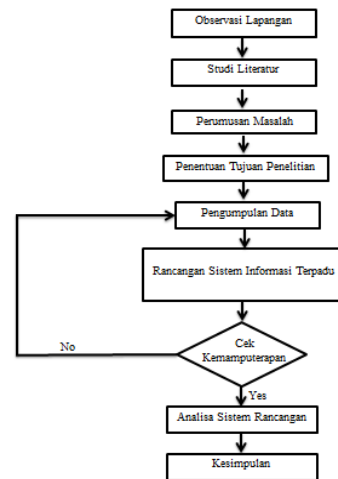 Observasi Lapangan
Studi Literatur
Perumusan Masalah
Penentuan Tujuan Penelitian
Pengumpulan Data
Rancangan Sistem Informasi Terpadu
Cek
Kemamputerapan
No
Yes
Analisa Sistem Rancangan
Kesimpulan